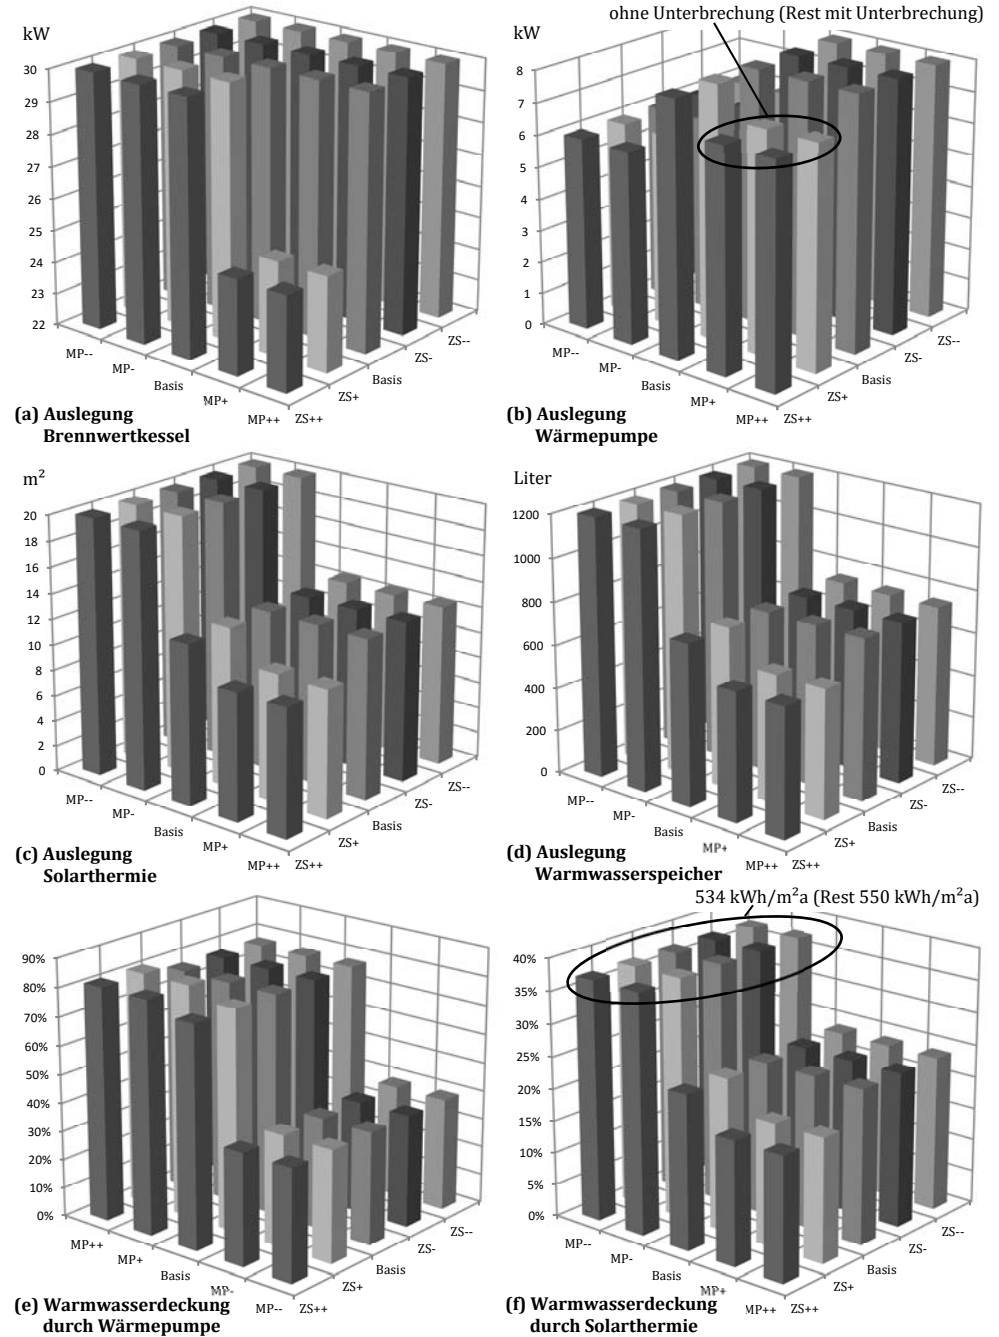 kW
30
29
28
27
26
25
24
23
22
MP--
MP-
Basis
MP+
MP++
ZS++
ZS+
Basis
ZS-
ZS--
(a) Auslegung
Brennwertkessel
ohne Unterbrechung (Rest mit Unterbrechung)
kW
8
7
6
5
4
3
2
1
0
MP--
MP-
Basis
MP+
MP++
ZS++
ZS+
Basis
ZS-
ZS--
(b) Auslegung
Wärmepumpe
m²
20
18
16
14
12
10
8
6
4
2
0
MP--
MP-
Basis
MP+
MP++
ZS++
ZS+
Basis
ZS-
ZS--
(c) Auslegung
Solarthermie
Liter
1200
1000
800
600
400
200
0
MP--
MP-
Basis
MP+
MP++
ZS++
ZS+
Basis
ZS-
ZS--
(d) Auslegung
Warmwasserspeicher
90%
80%
70%
60%
50%
40%
30%
20%
10%
0%
MP++
MP+
Basis
MP-
MP--
ZS++
ZS+
Basis
ZS-
ZS--
(e) Warmwasserdeckung
durch Wärmepumpe
534 kWh/m²a (Rest 550 kWh/m²a)
40%
35%
30%
25%
20%
15%
10%
5%
0%
MP--
MP-
Basis
MP+
MP++
ZS++
ZS+
Basis
ZS-
ZS--
(f) Warmwasserdeckung
durch Solarthermie